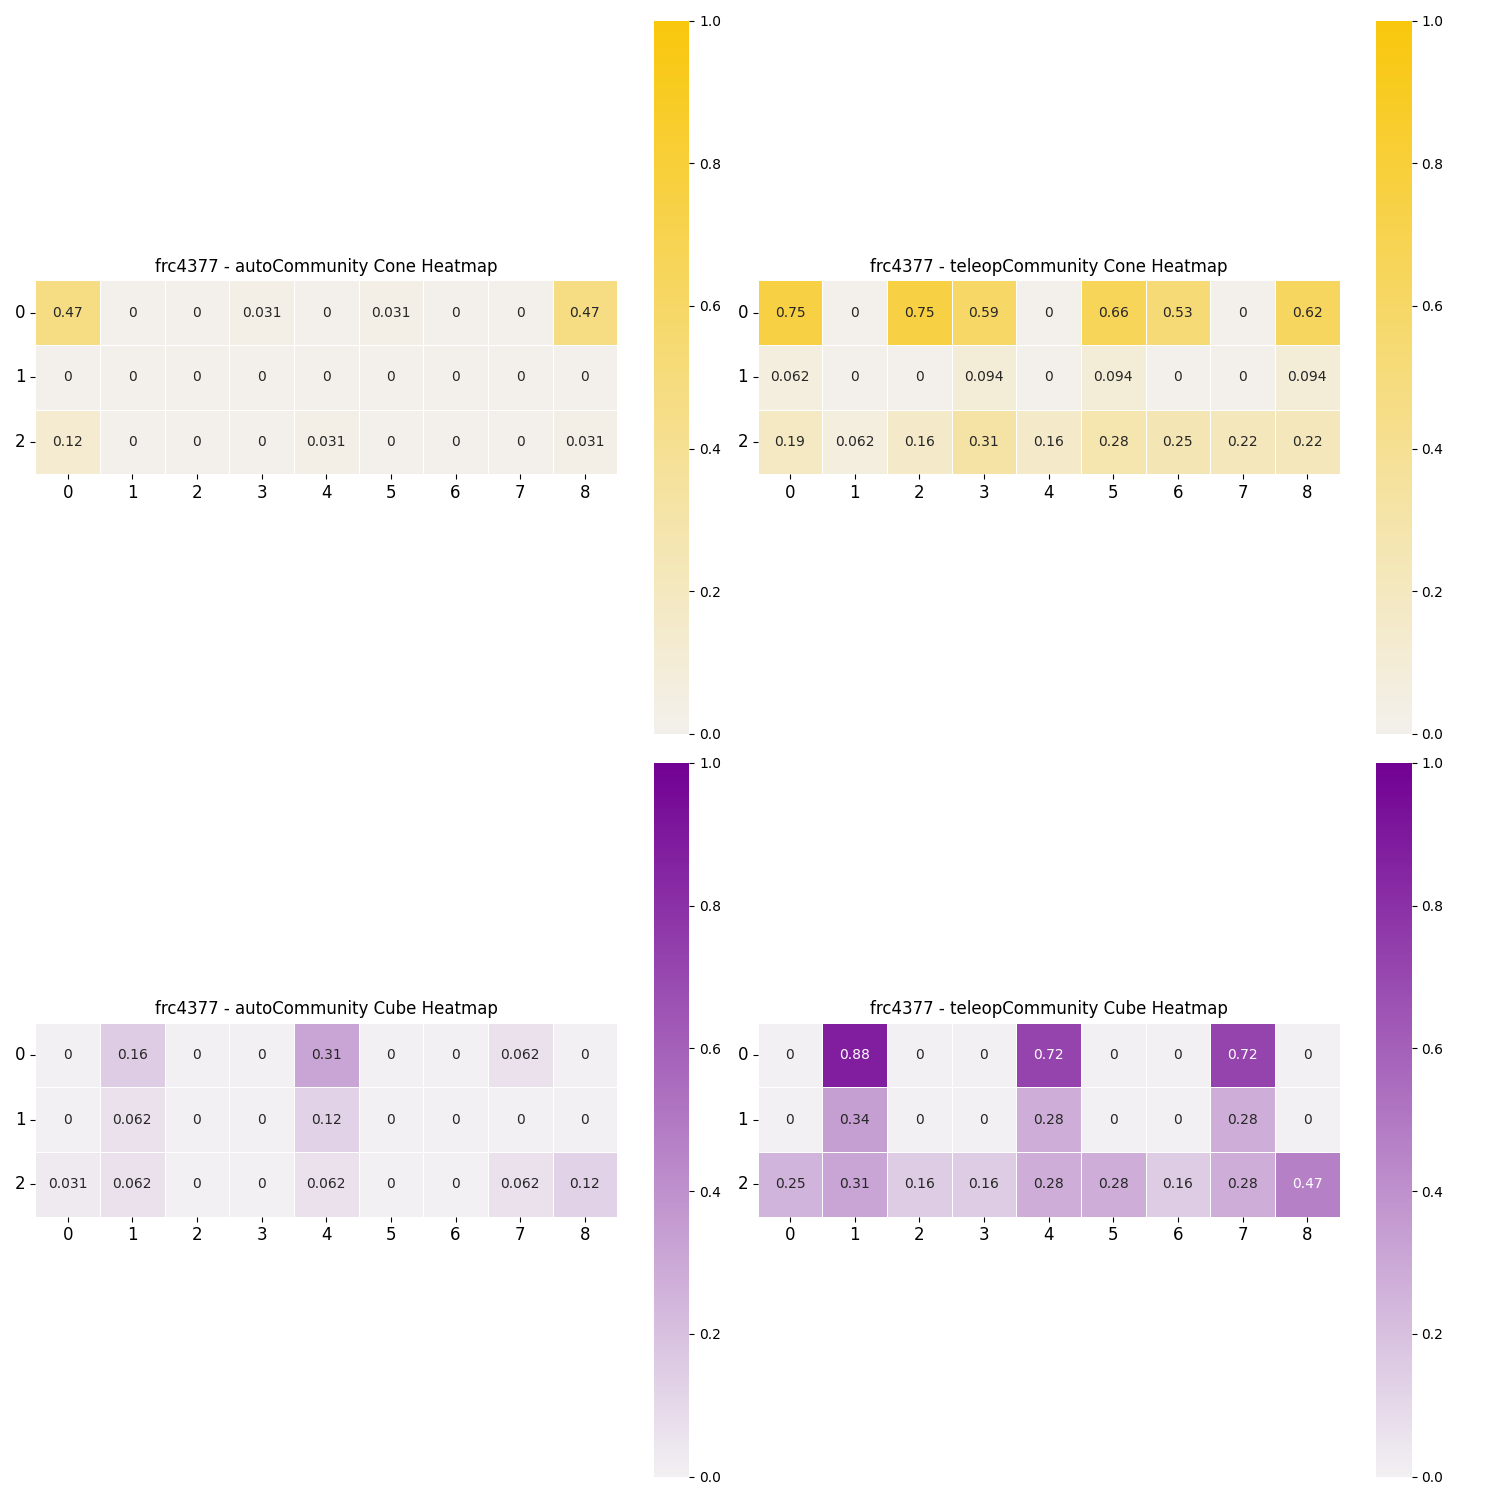 frc4377 - autoCommunity Cone Heatmap
0 0.47 0 0 0.031 0 0.031 0 0 0.47
1 0 0 0 0 0 0 0 0 0
2 0.12 0 0 0 0.031 0 0 0 0.031
0 1 2 3 4 5 6 7 8
1.0
0.8
0.6
0.4
0.2
0.0
frc4377 - teleopCommunity Cone Heatmap
0 0.75 0 0.75 0.59 0 0.66 0.53 0 0.62
1 0.062 0 0 0.094 0 0.094 0 0 0.094
2 0.19 0.062 0.16 0.31 0.16 0.28 0.25 0.22 0.22
0 1 2 3 4 5 6 7 8
1.0
0.8
0.6
0.4
0.2
0.0
frc4377 - autoCommunity Cube Heatmap
0 0 0.16 0 0 0.31 0 0 0.062 0
1 0 0.062 0 0 0.12 0 0 0 0
2 0.031 0.062 0 0 0.062 0 0 0.062 0.12
0 1 2 3 4 5 6 7 8
1.0
0.8
0.6
0.4
0.2
0.0
frc4377 - teleopCommunity Cube Heatmap
0 0 0.88 0 0 0.72 0 0 0.72 0
1 0 0.34 0 0 0.28 0 0 0.28 0
2 0.25 0.31 0.16 0.16 0.28 0.28 0.16 0.28 0.47
0 1 2 3 4 5 6 7 8
1.0
0.8
0.6
0.4
0.2
0.0